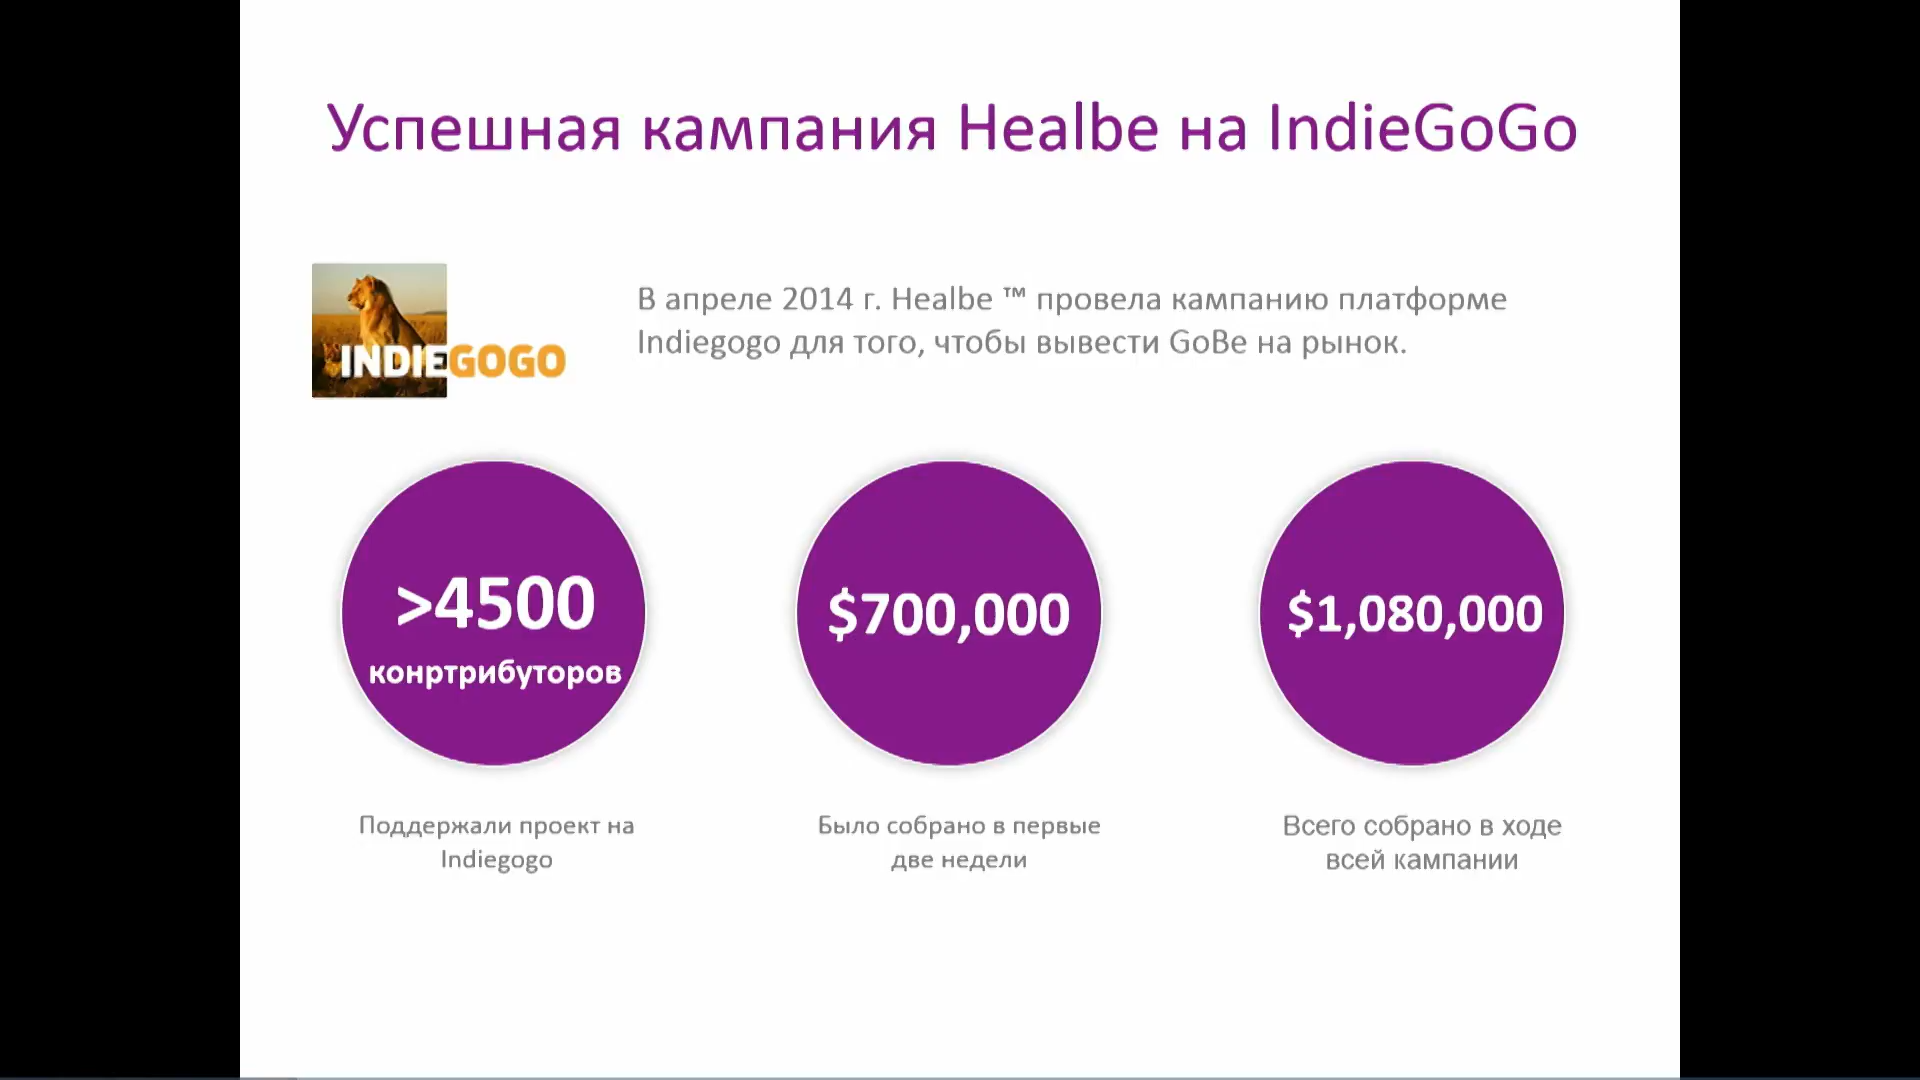 Успешная кампания Healbe на IndieGoGo
INDIEGOGO
В апреле 2014 г. Healbe ™ провела кампанию платформе
Indiegogo для того, чтобы вывести GoBe на рынок.
>4500
конртрибуторов
$700,000
$1,080,000
Поддержали проект на
Indiegogo
Было собрано в первые
две недели
Всего собрано в ходе
всей кампании